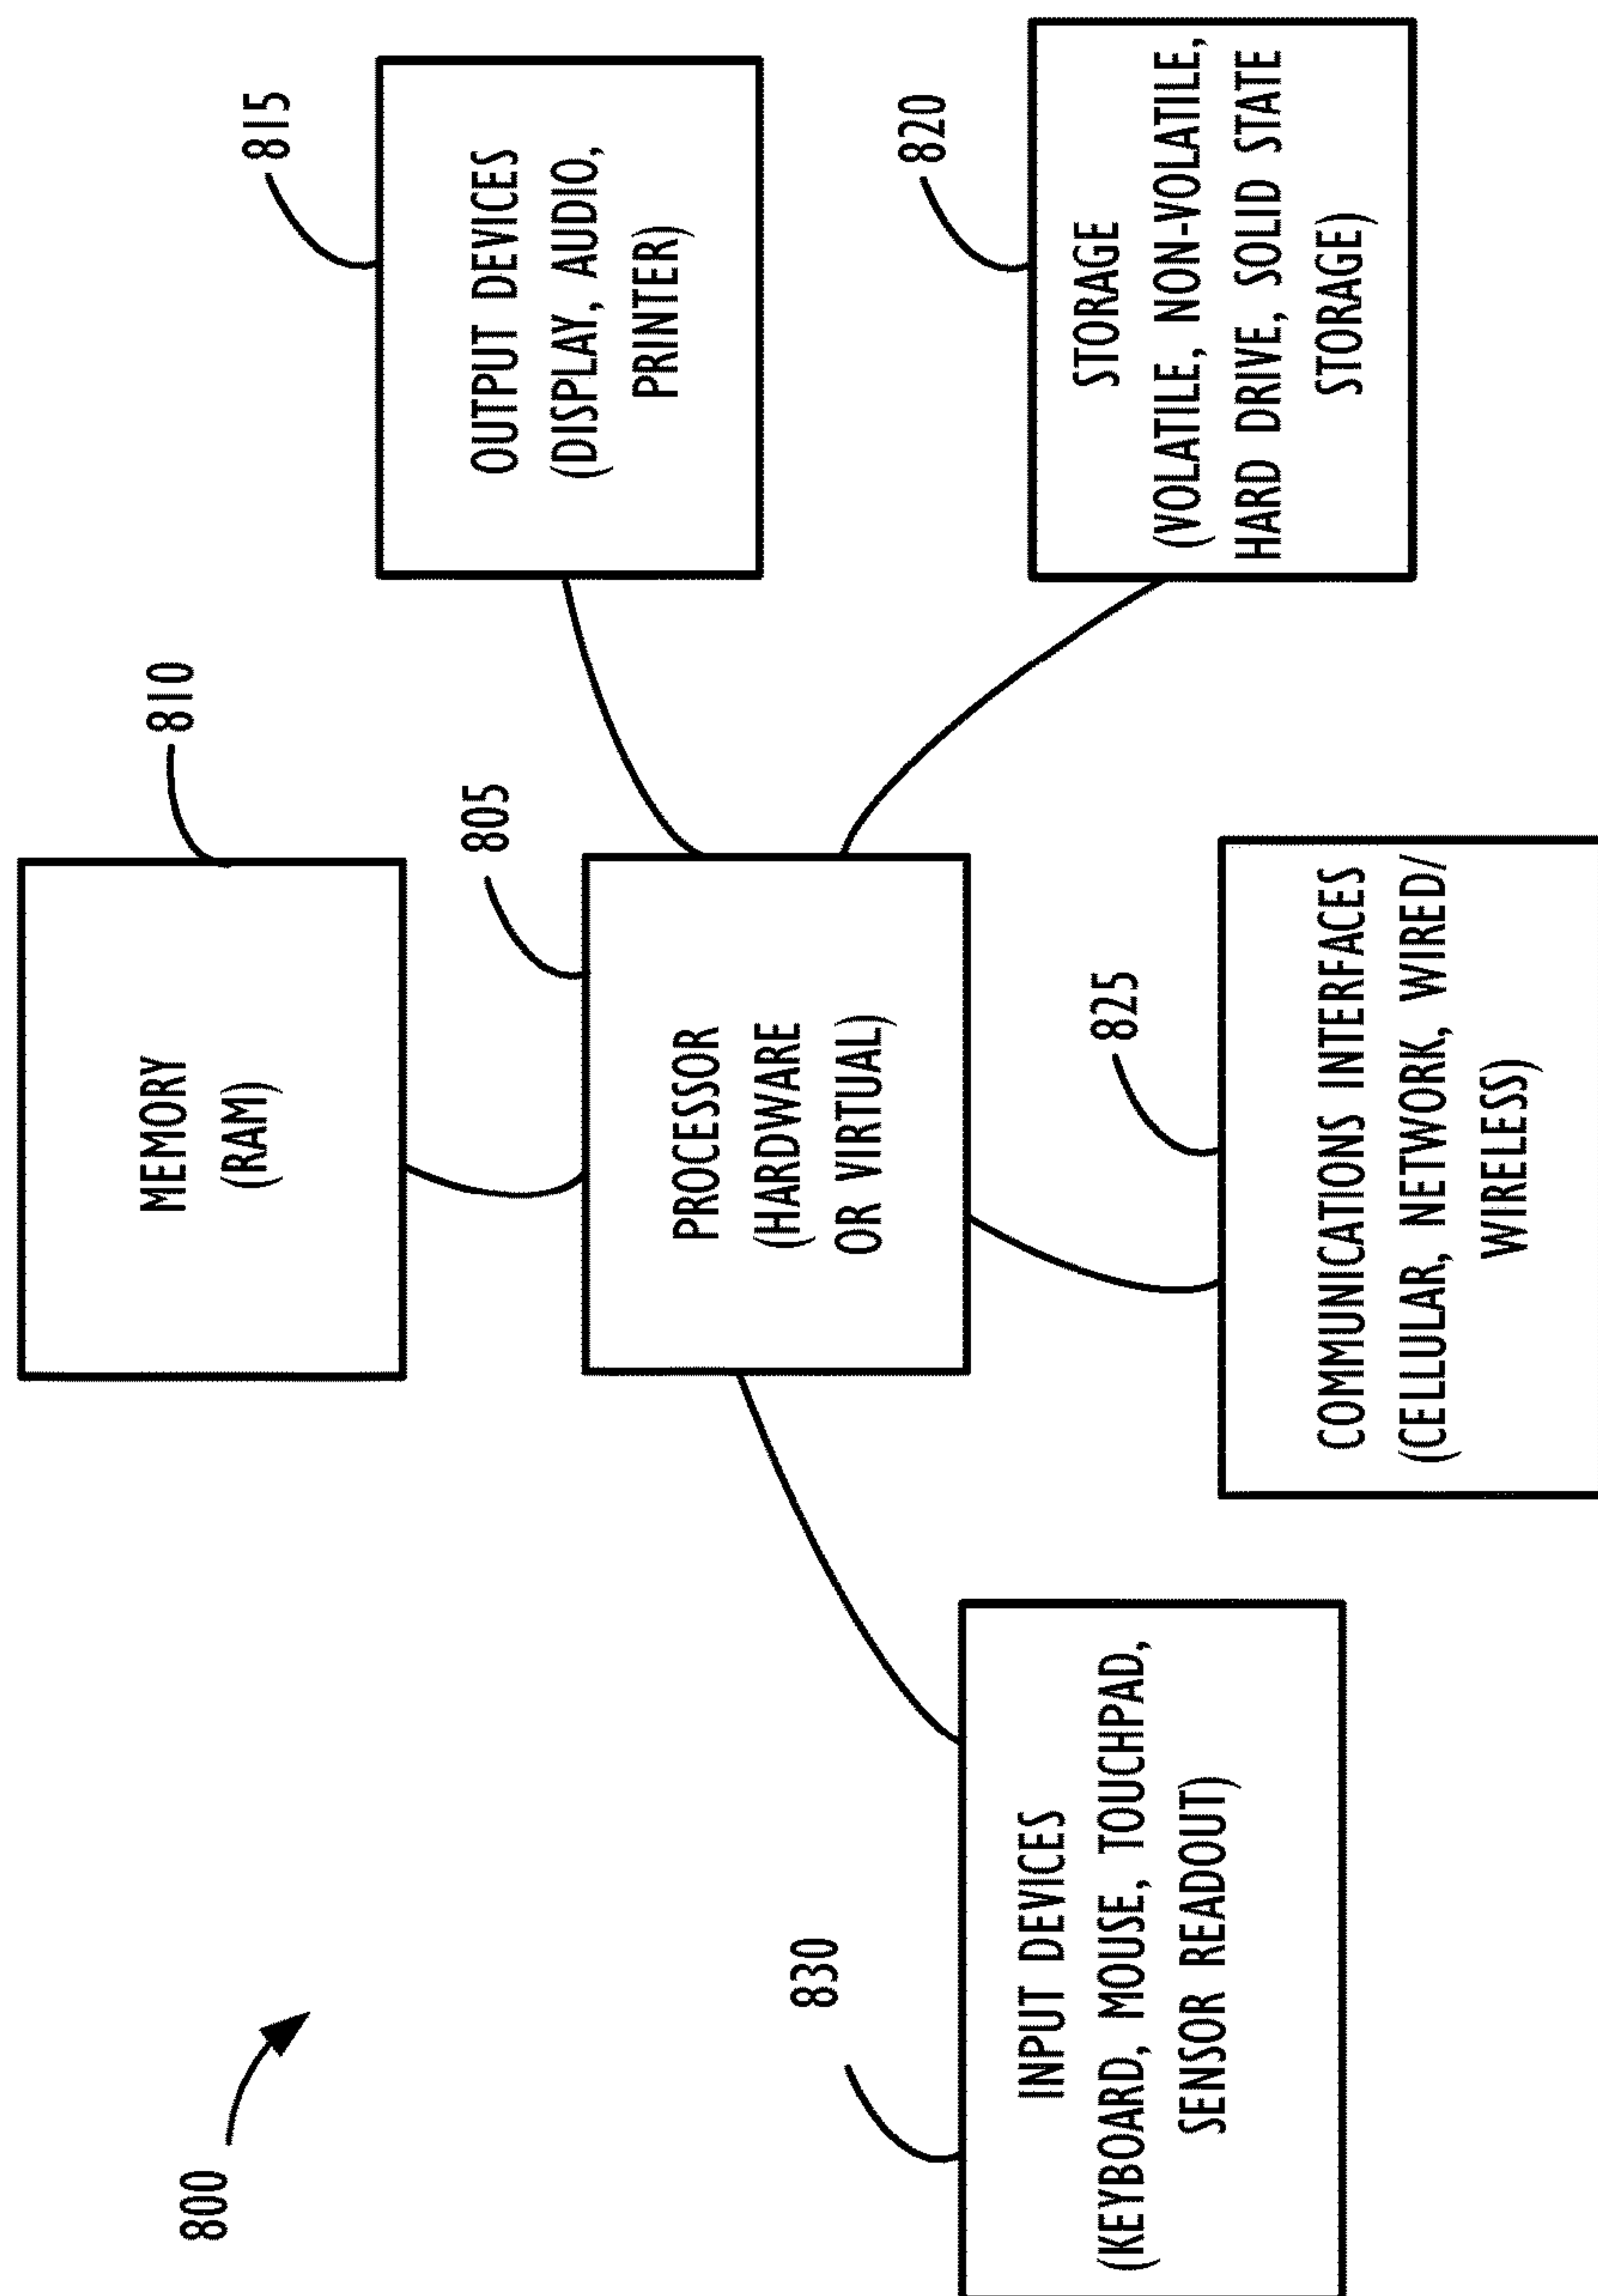 800
MEMORY
(RAM)
810
815
OUTPUT DEVICES
(DISPLAY, AUDIO,
PRINTER)
805
PROCESSOR
(HARDWARE
OR VIRTUAL)
820
STORAGE
(VOLATILE, NON-VOLATILE,
HARD DRIVE, SOLID STATE
STORAGE)
830
INPUT DEVICES
(KEYBOARD, MOUSE, TOUCHPAD,
SENSOR READOUT)
825
COMMUNICATIONS INTERFACES
(CELLULAR, NETWORK, WIRED/
WIRELESS)